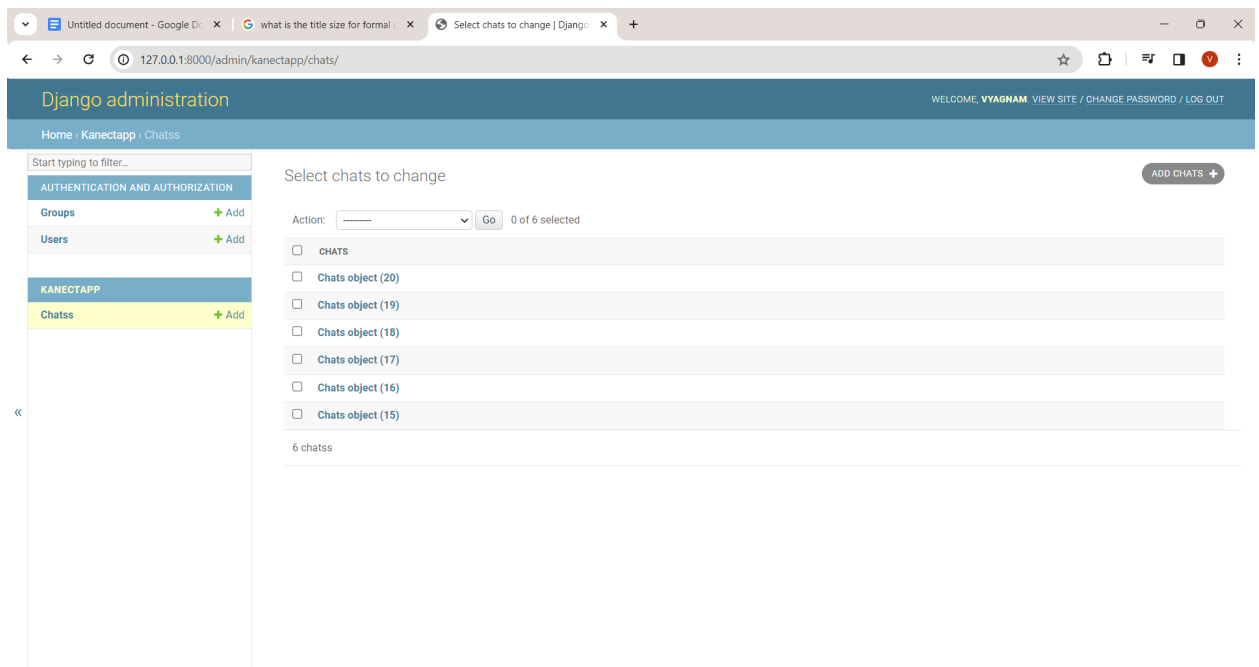 Untitled document - Google Do
what is the title size for formal p
Select chats to change | Django
127.0.0.1:8000/admin/kanectapp/chats/
V
Django administration
WELCOME, VYAGNAM. VIEW SITE / CHANGE PASSWORD / LOG OUT
Home › Kanectapp › Chatss
Start typing to filter...
AUTHENTICATION AND AUTHORIZATION
Groups + Add
Users + Add
KANECTAPP
Chatss + Add
«
Select chats to change
ADD CHATS +
Action: --------- Go 0 of 6 selected
CHATS
Chats object (20)
Chats object (19)
Chats object (18)
Chats object (17)
Chats object (16)
Chats object (15)
6 chatss